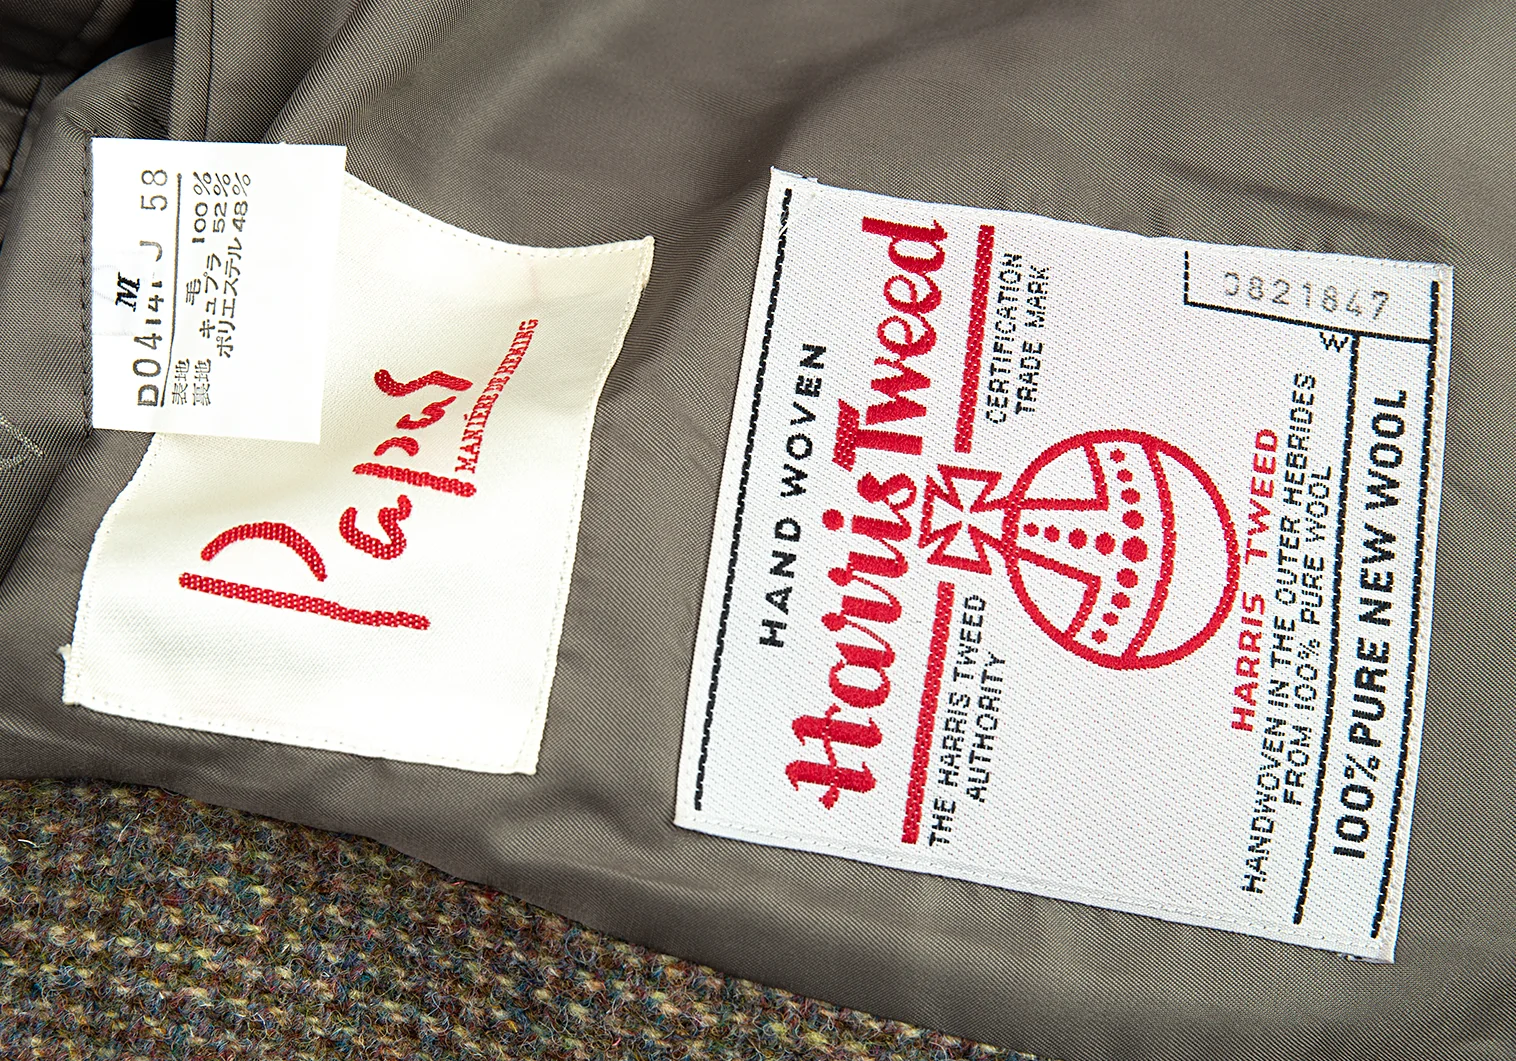 M
D04141 J 58
表地 毛 100%
裏地 キュプラ 52%
ポリエステル 48%
Papas
MANIÈRE DE HEMING
HAND WOVEN
Harris Tweed
THE HARRIS TWEED
AUTHORITY
CERTIFICATION
TRADE MARK
HARRIS TWEED
HANDWOVEN IN THE OUTER HEBRIDES
FROM 100% PURE WOOL
100% PURE NEW WOOL
0821847